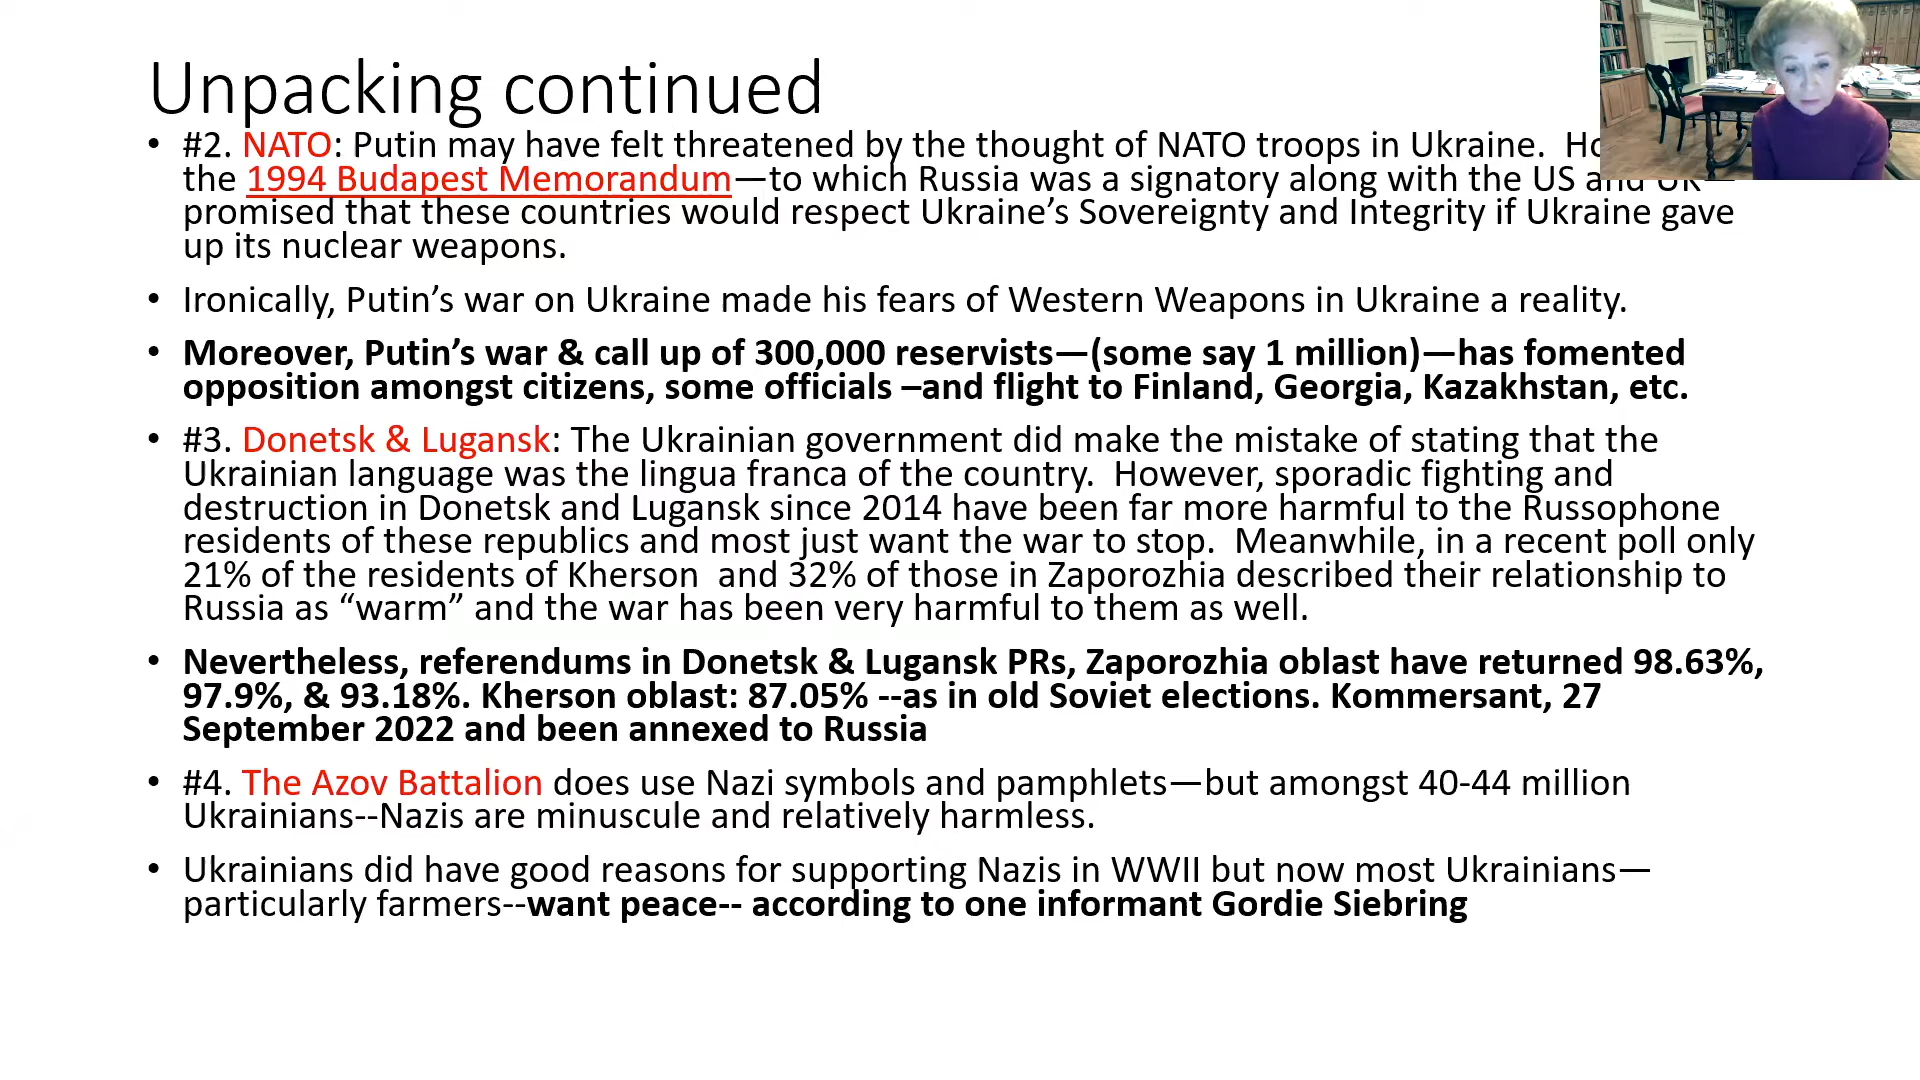 Unpacking continued
• #2. NATO: Putin may have felt threatened by the thought of NATO troops in Ukraine.
the 1994 Budapest Memorandum—to which Russia was a signatory along with the US and UK—
promised that these countries would respect Ukraine’s Sovereignty and Integrity if Ukraine gave
up its nuclear weapons.
• Ironically, Putin’s war on Ukraine made his fears of Western Weapons in Ukraine a reality.
• Moreover, Putin’s war & call up of 300,000 reservists—(some say 1 million)—has fomented
opposition amongst citizens, some officials –and flight to Finland, Georgia, Kazakhstan, etc.
• #3. Donetsk & Lugansk: The Ukrainian government did make the mistake of stating that the
Ukrainian language was the lingua franca of the country. However, sporadic fighting and
destruction in Donetsk and Lugansk since 2014 have been far more harmful to the Russophone
residents of these republics and most just want the war to stop. Meanwhile, in a recent poll only
21% of the residents of Kherson and 32% of those in Zaporozhia described their relationship to
Russia as “warm” and the war has been very harmful to them as well.
• Nevertheless, referendums in Donetsk & Lugansk PRs, Zaporozhia oblast have returned 98.63%,
97.9%, & 93.18%. Kherson oblast: 87.05% --as in old Soviet elections. Kommersant, 27
September 2022 and been annexed to Russia
• #4. The Azov Battalion does use Nazi symbols and pamphlets—but amongst 40-44 million
Ukrainians--Nazis are minuscule and relatively harmless.
• Ukrainians did have good reasons for supporting Nazis in WWII but now most Ukrainians—
particularly farmers--want peace-- according to one informant Gordie Siebring